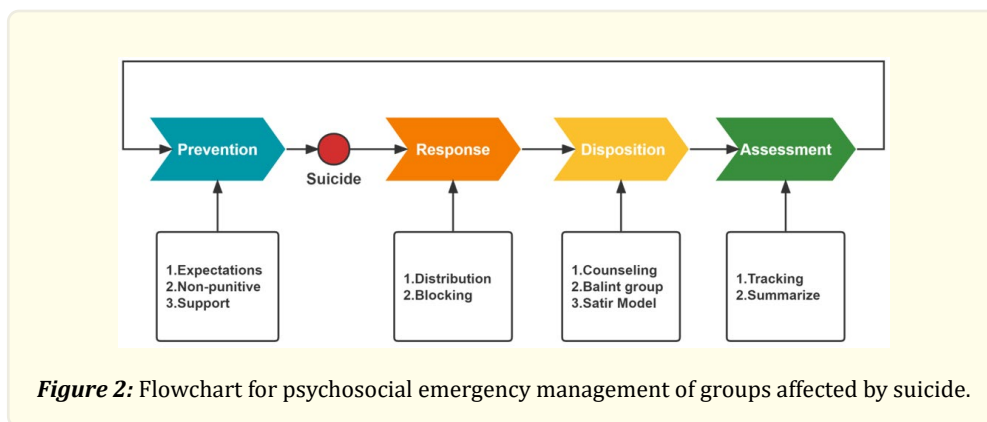 Prevention
Suicide
Response
Disposition
Assessment
1.Expectations
2.Non-punitive
3.Support
1.Distribution
2.Blocking
1.Counseling
2.Balint group
3.Satir Model
1.Tracking
2.Summarize
Figure 2: Flowchart for psychosocial emergency management of groups affected by suicide.